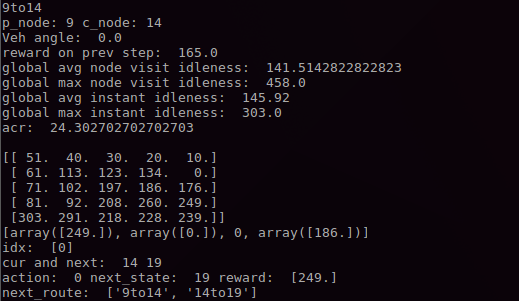 9to14
p_node: 9 c_node: 14
Veh angle:  0.0
reward on prev step:  165.0
global avg node visit idleness:  141.5142822822823
global max node visit idleness:  458.0
global avg instant idleness:  145.92
global max instant idleness:  303.0
acr:  24.302702702702703
[[ 51.  40.  30.  20.  10.]
 [ 61. 113. 123. 134.   0.]
 [ 71. 102. 197. 186. 176.]
 [ 81.  92. 208. 260. 249.]
 [303. 291. 218. 228. 239.]]
[array([249.]), array([0.]), 0, array([186.])]
idx:  [0]
cur and next:  14 19
action:  0 next_state:  19 reward:  [249.]
next_route:  ['9to14', '14to19']